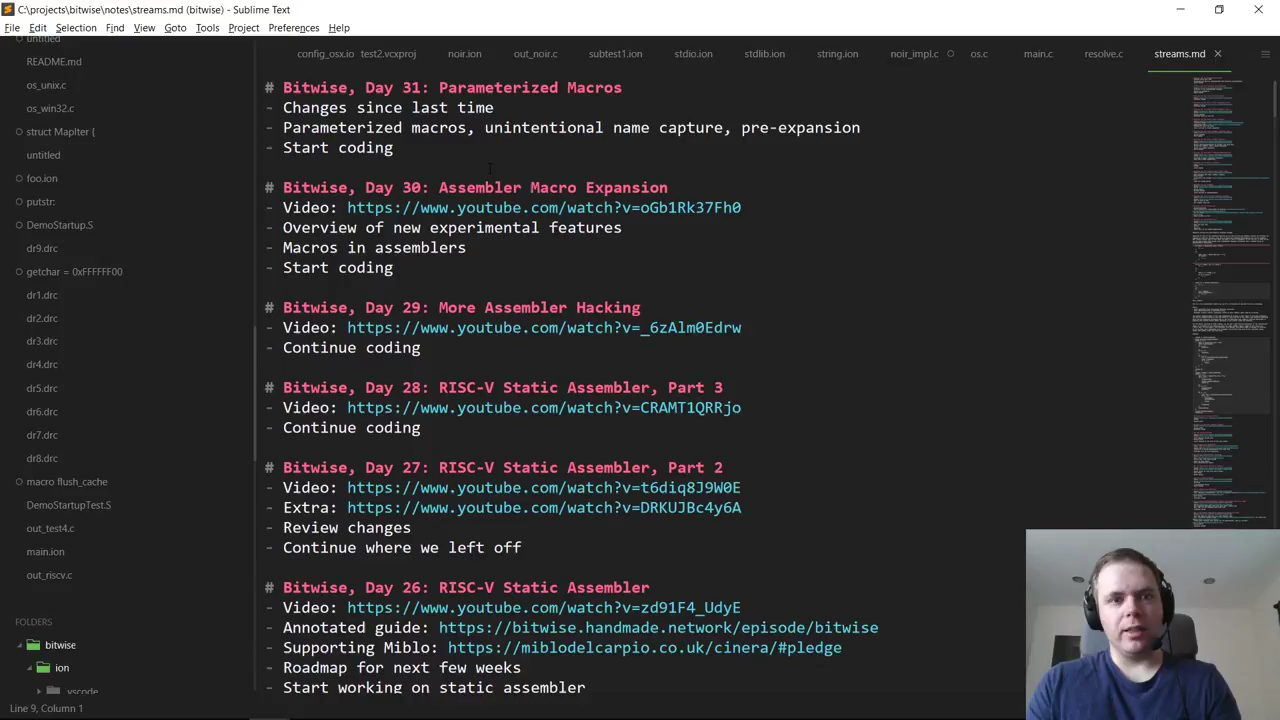 C:\projects\bitwise\notes\streams.md (bitwise) - Sublime Text
File Edit Selection Find View Goto Tools Project Preferences Help
config_osx.io test2.vcxproj noir.ion out_noir.c subtest1.ion stdio.ion stdlib.ion string.ion noir_impl.c os.c main.c resolve.c streams.md
untitled
README.md
os_unix.c
os_win32.c
struct MapIter {
untitled
foo.ion
putstr:
DemoStartup.S
dr9.drc
getchar = 0xFFFFFF00
dr1.drc
dr2.drc
dr3.drc
dr4.drc
dr5.drc
dr6.drc
dr7.drc
dr8.drc
macro flush_cache
DemoStartupTest.S
out_test4.c
main.ion
out_riscv.c
FOLDERS
bitwise
ion
vscode
# Bitwise, Day 31: Parameterized Macros
- Changes since last time
- Parameterized macros, unintentional name capture, pre-expansion
- Start coding
# Bitwise, Day 30: Assembler Macro Expansion
- Video: https://www.youtube.com/watch?v=oGD1Rk37Fh0
- Overview of new experimental features
- Macros in assemblers
- Start coding
# Bitwise, Day 29: More Assembler Hacking
- Video: https://www.youtube.com/watch?v=_6zAlm0Edrw
- Continue coding
# Bitwise, Day 28: RISC-V Static Assembler, Part 3
- Video: https://www.youtube.com/watch?v=CRAMT1QRRjo
- Continue coding
# Bitwise, Day 27: RISC-V Static Assembler, Part 2
- Video: https://www.youtube.com/watch?v=t6dio3J9W0E
- Extra: https://www.youtube.com/watch?v=DRKUJBc4y6A
- Review changes
- Continue where we left off
# Bitwise, Day 26: RISC-V Static Assembler
- Video: https://www.youtube.com/watch?v=zd91F4_UdyE
- Annotated guide: https://bitwise.handmade.network/episode/bitwise
- Supporting Miblo: https://miblodelcarpio.co.uk/cinera/#pledge
- Roadmap for next few weeks
- Start working on static assembler
Line 9, Column 1